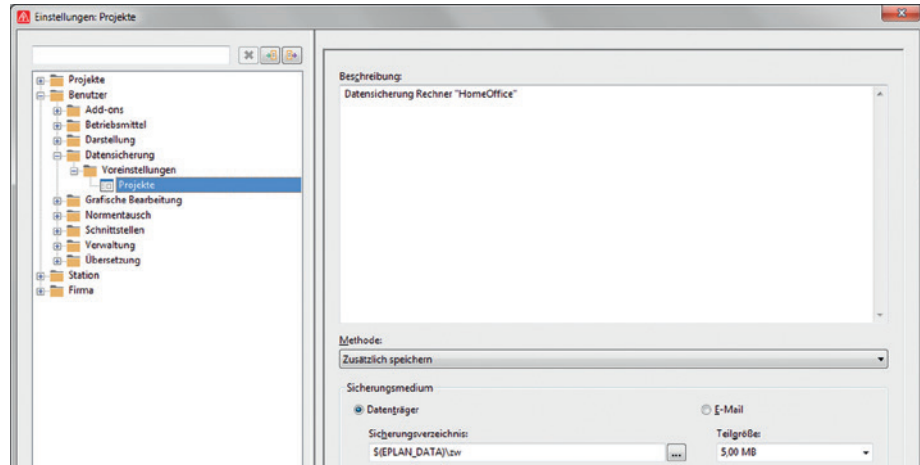 Einstellungen: Projekte
Projekte
Benutzer
Add-ons
Betriebsmittel
Darstellung
Datensicherung
Voreinstellungen
Projekte
Grafische Bearbeitung
Normentausch
Schnittstellen
Verwaltung
Übersetzung
Station
Firma
Beschreibung:
Datensicherung Rechner "HomeOffice"
Methode:
Zusätzlich speichern
Sicherungsmedium
Datenträger
E-Mail
Sicherungsverzeichnis:
Teilgröße:
$(EPLAN_DATA)\zw
...
5,00 MB